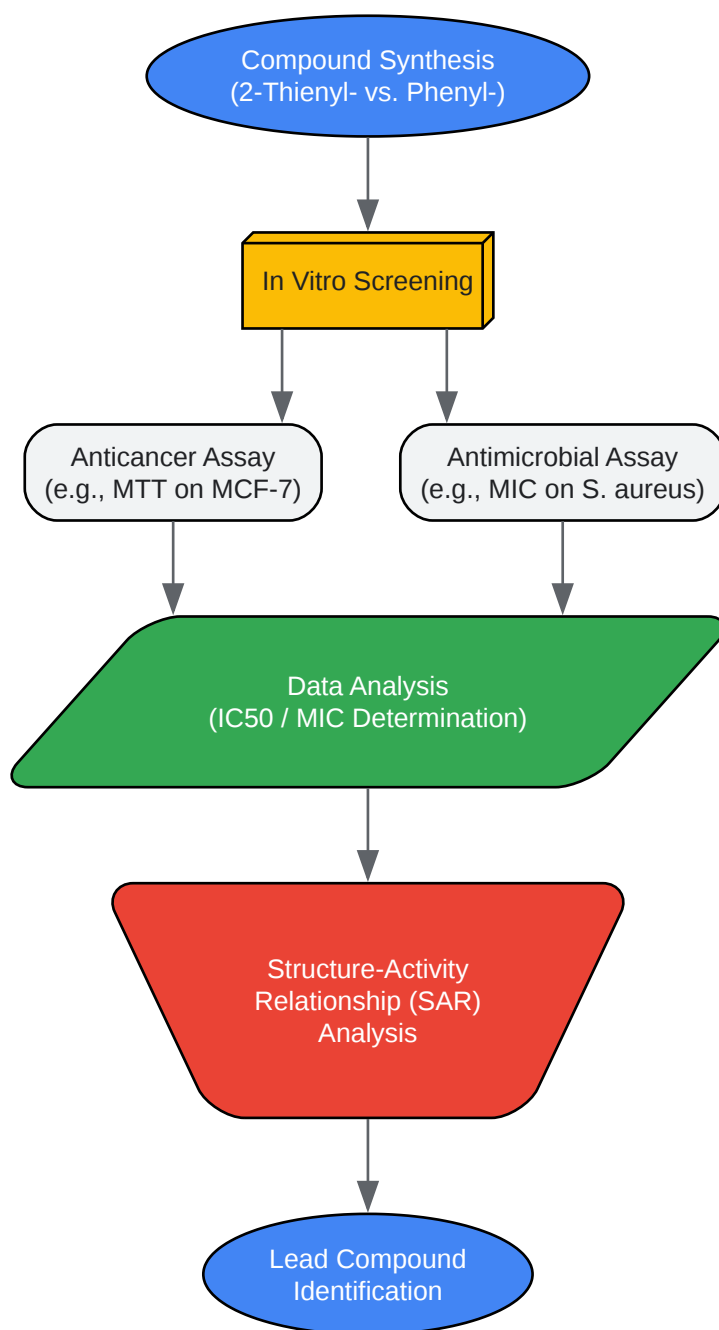 Compound Synthesis
(2-Thienyl- vs. Phenyl-)
In Vitro Screening
Anticancer Assay
(e.g., MTT on MCF-7)
Antimicrobial Assay
(e.g., MIC on S. aureus)
Data Analysis
(IC50 / MIC Determination)
Structure-Activity
Relationship (SAR)
Analysis
Lead Compound
Identification